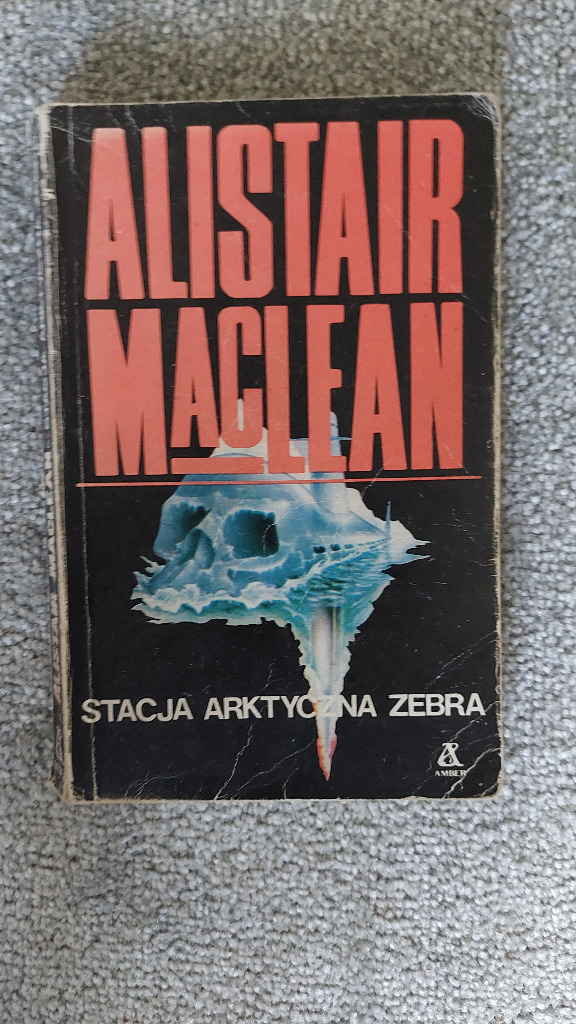 ALISTAIR
MACLEAN
STACJA ARKTYCZNA ZEBRA
AMBER